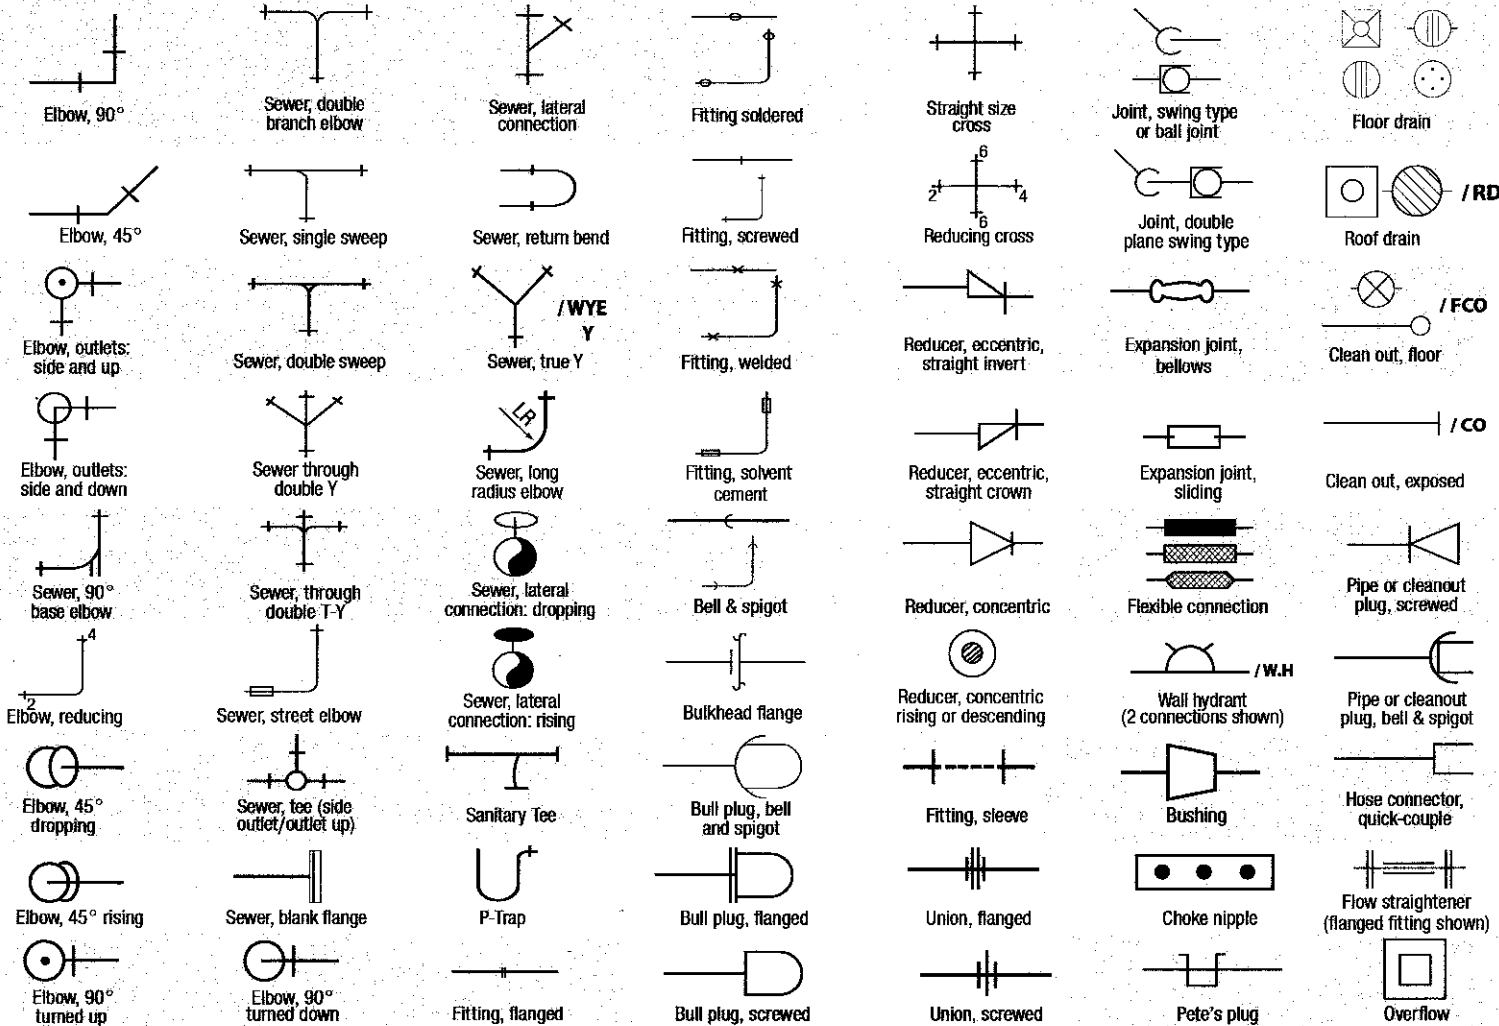 Elbow, 90°
Sewer, double
branch elbow
Sewer, lateral
connection
Fitting soldered
Straight size
cross
Joint, swing type
or ball joint
Floor drain
Elbow, 45°
Sewer, single sweep
Sewer, return bend
Fitting, screwed
6
2
4
6
Reducing cross
Joint, double
plane swing type
/ RD
Roof drain
Elbow, outlets:
side and up
Sewer, double sweep
/ WYE
Y
Sewer, true Y
Fitting, welded
Reducer, eccentric,
straight invert
Expansion joint,
bellows
/ FCO
Clean out, floor
Elbow, outlets:
side and down
Sewer through
double Y
LR
Sewer, long
radius elbow
Fitting, solvent
cement
Reducer, eccentric,
straight crown
Expansion joint,
sliding
/ CO
Clean out, exposed
Sewer, 90°
base elbow
Sewer, through
double T-Y
Sewer, lateral
connection: dropping
Bell & spigot
Reducer, concentric
Flexible connection
Pipe or cleanout
plug, screwed
4
2
Elbow, reducing
Sewer, street elbow
Sewer, lateral
connection: rising
Bulkhead flange
Reducer, concentric
rising or descending
/ W.H
Wall hydrant
(2 connections shown)
Pipe or cleanout
plug, bell & spigot
Elbow, 45°
dropping
Sewer, tee (side
outlet/outlet up)
Sanitary Tee
Bull plug, bell
and spigot
Fitting, sleeve
Bushing
Hose connector,
quick-couple
Elbow, 45° rising
Sewer, blank flange
P-Trap
Bull plug, flanged
Union, flanged
Choke nipple
Flow straightener
(flanged fitting shown)
Elbow, 90°
turned up
Elbow, 90°
turned down
Fitting, flanged
Bull plug, screwed
Union, screwed
Pete's plug
Overflow